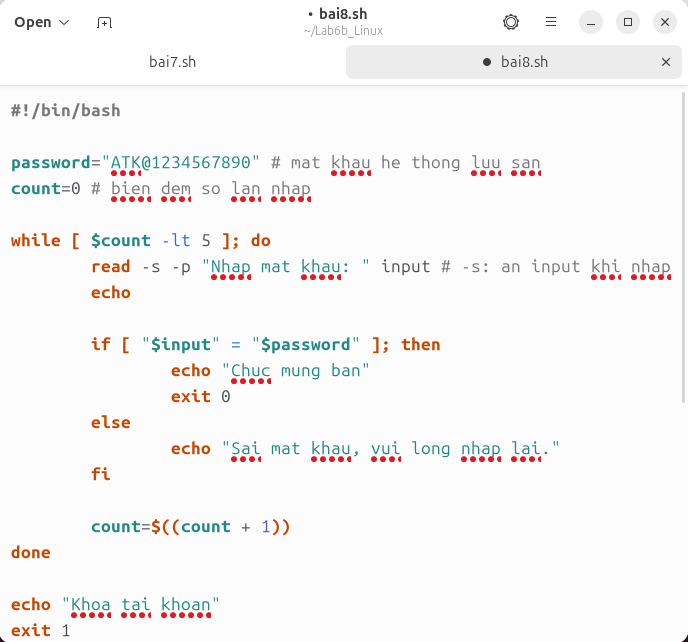 Open
• bai8.sh
~/Lab6b_Linux
bai7.sh
● bai8.sh
#!/bin/bash
password="ATK@1234567890" # mat khau he thong luu san
count=0 # bien dem so lan nhap
while [ $count -lt 5 ]; do
        read -s -p "Nhap mat khau: " input # -s: an input khi nhap
        echo
        if [ "$input" = "$password" ]; then
                echo "Chuc mung ban"
                exit 0
        else
                echo "Sai mat khau, vui long nhap lai."
        fi
        count=$((count + 1))
done
echo "Khoa tai khoan"
exit 1